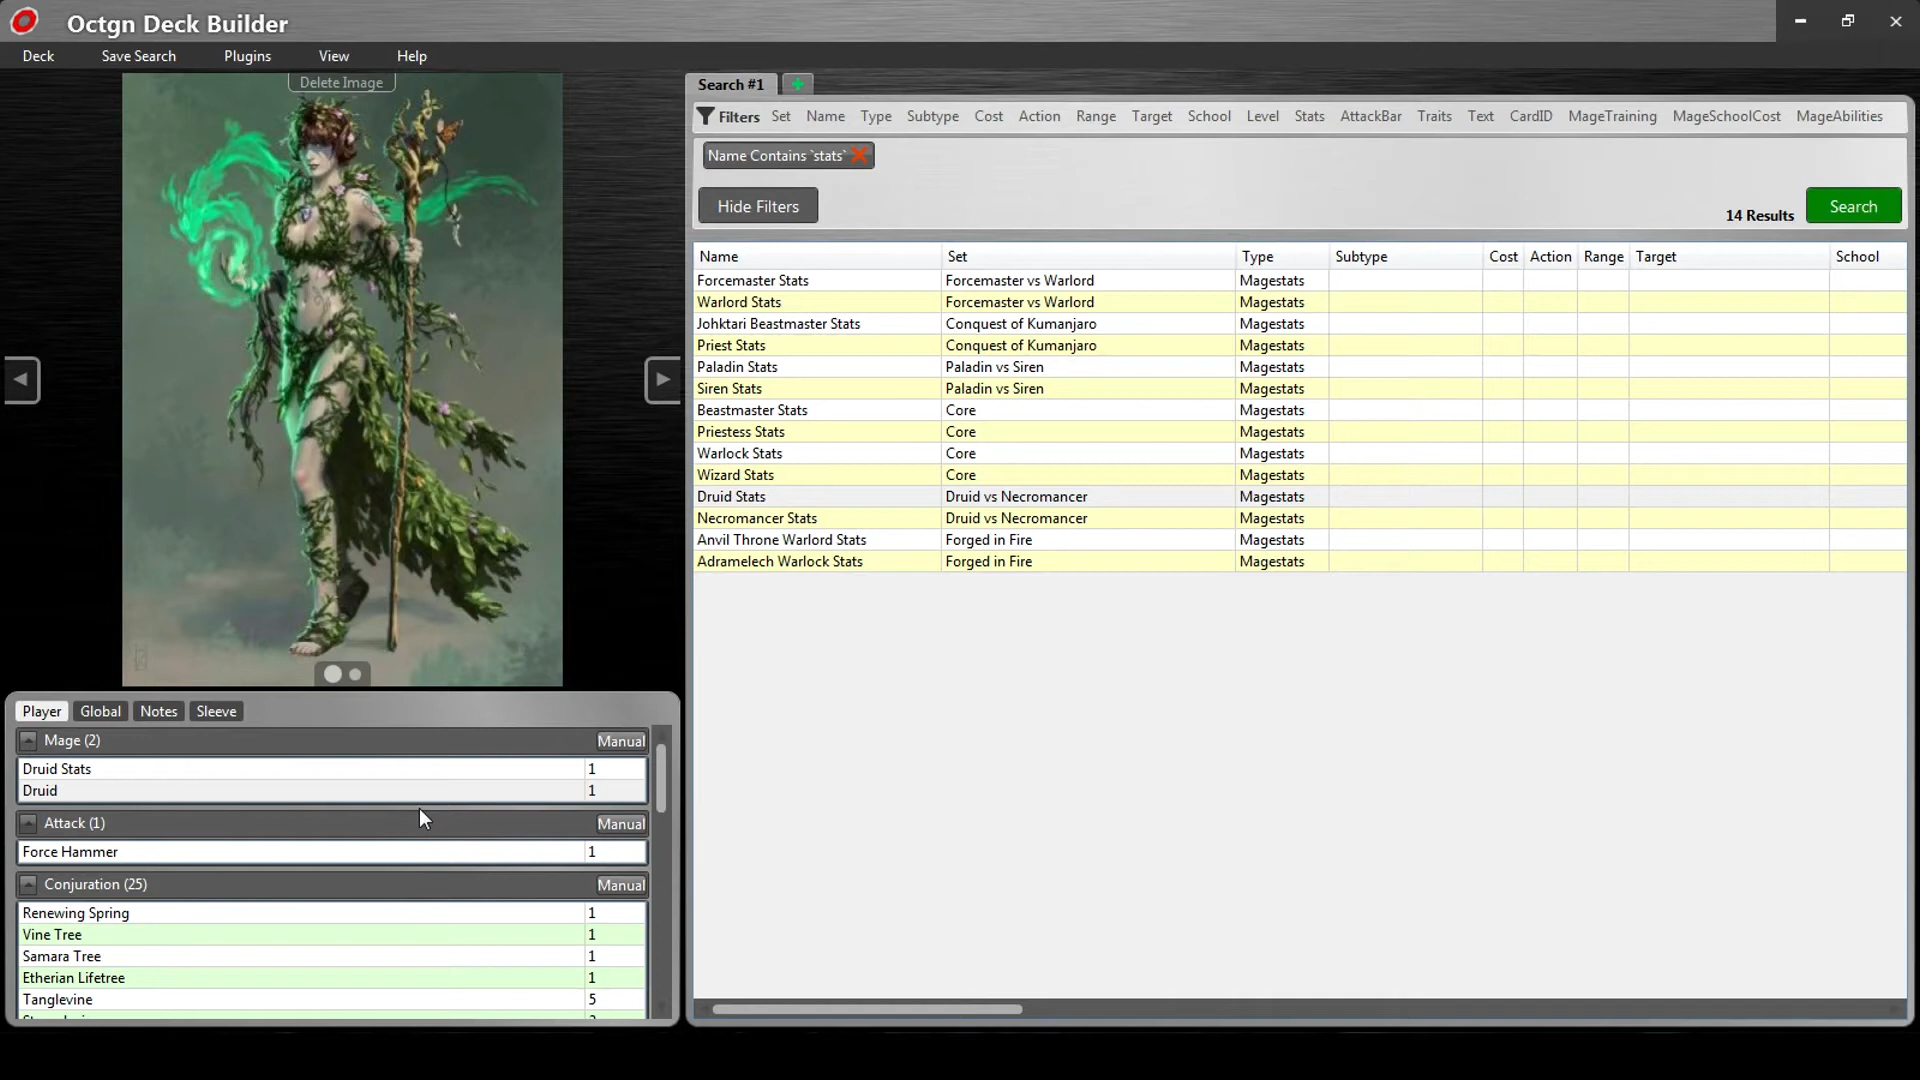 Octgn Deck Builder
Deck Save Search Plugins View Help
Delete Image
Search #1 +
Filters Set Name Type Subtype Cost Action Range Target School Level Stats AttackBar Traits Text CardID MageTraining MageSchoolCost MageAbilities
Name Contains `stats`
Hide Filters
14 Results Search
Name Set Type Subtype Cost Action Range Target School
Forcemaster Stats Forcemaster vs Warlord Magestats
Warlord Stats Forcemaster vs Warlord Magestats
Johktari Beastmaster Stats Conquest of Kumanjaro Magestats
Priest Stats Conquest of Kumanjaro Magestats
Paladin Stats Paladin vs Siren Magestats
Siren Stats Paladin vs Siren Magestats
Beastmaster Stats Core Magestats
Priestess Stats Core Magestats
Warlock Stats Core Magestats
Wizard Stats Core Magestats
Druid Stats Druid vs Necromancer Magestats
Necromancer Stats Druid vs Necromancer Magestats
Anvil Throne Warlord Stats Forged in Fire Magestats
Adramelech Warlock Stats Forged in Fire Magestats
Player Global Notes Sleeve
Mage (2) Manual
Druid Stats 1
Druid 1
Attack (1) Manual
Force Hammer 1
Conjuration (25) Manual
Renewing Spring 1
Vine Tree 1
Samara Tree 1
Etherian Lifetree 1
Tanglevine 5